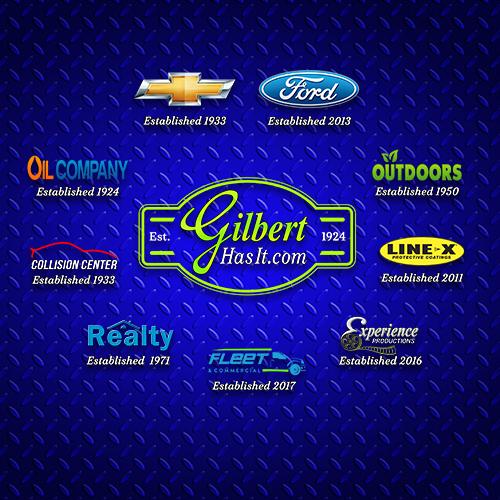 Ford
Established 1933
Established 2013
OIL COMPANY
Established 1924
OUTDOORS
Established 1950
Est.
Gilbert
1924
HasIt.com
COLLISION CENTER
Established 1933
LINE-X
PROTECTIVE COATINGS
Established 2011
Realty
Established 1971
FLEET
& COMMERCIAL
Established 2017
Experience
PRODUCTIONS
Established 2016